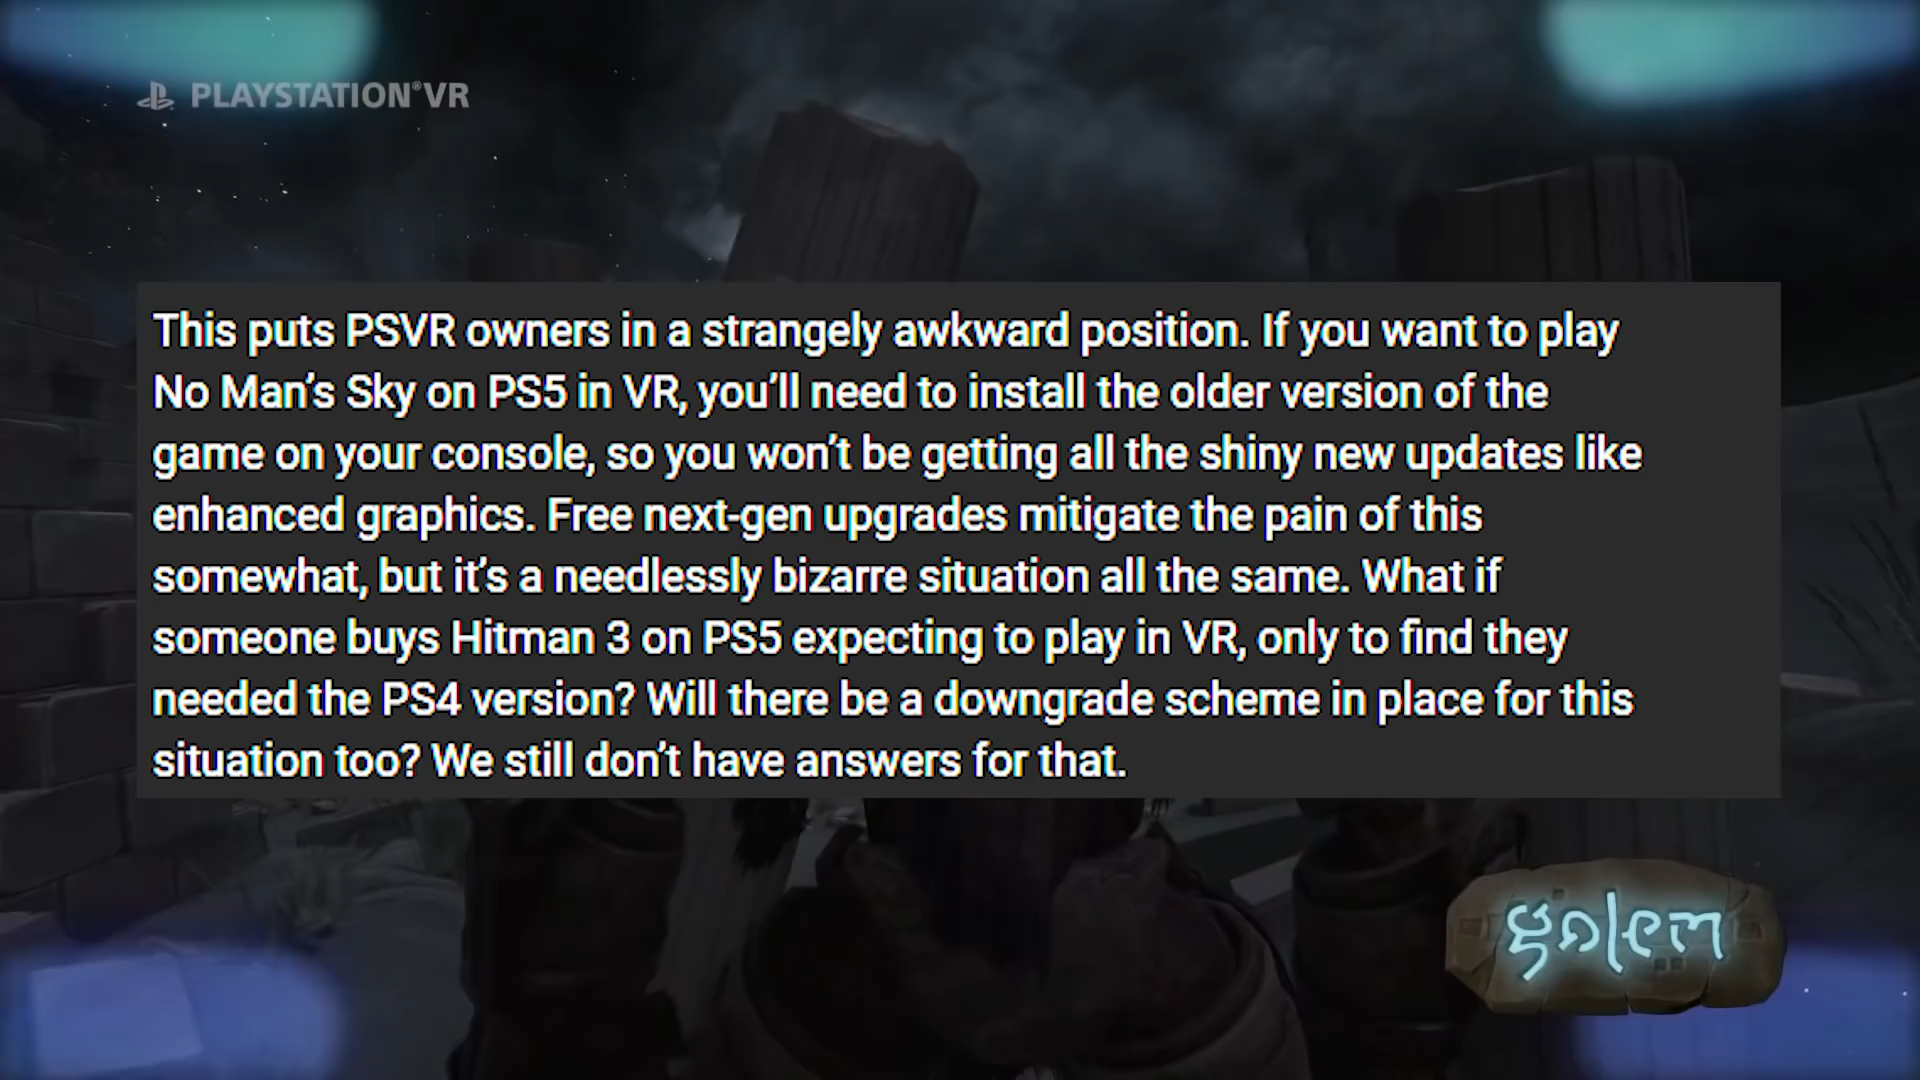 PLAYSTATION®VR
This puts PSVR owners in a strangely awkward position. If you want to play
No Man’s Sky on PS5 in VR, you’ll need to install the older version of the
game on your console, so you won’t be getting all the shiny new updates like
enhanced graphics. Free next-gen upgrades mitigate the pain of this
somewhat, but it’s a needlessly bizarre situation all the same. What if
someone buys Hitman 3 on PS5 expecting to play in VR, only to find they
needed the PS4 version? Will there be a downgrade scheme in place for this
situation too? We still don’t have answers for that.
golem